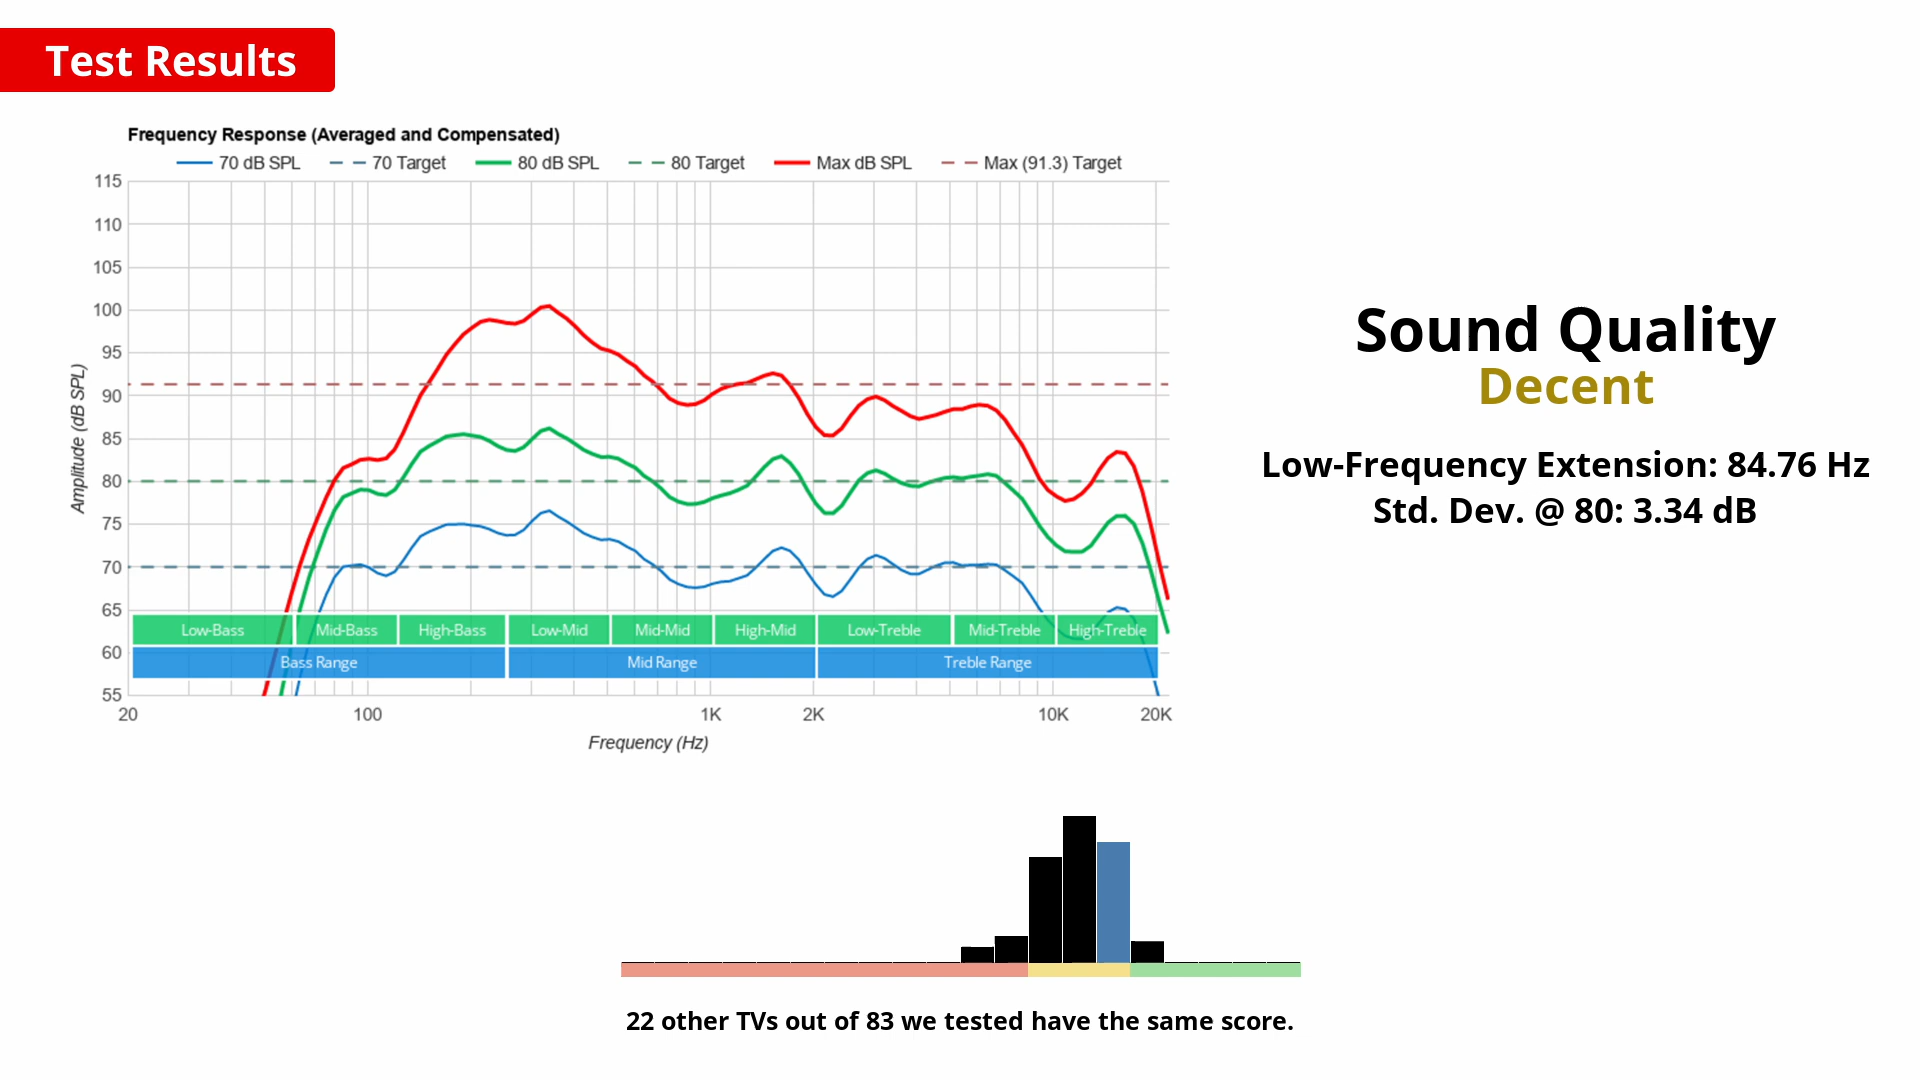 Test Results
Frequency Response (Averaged and Compensated)
70 dB SPL 70 Target 80 dB SPL 80 Target Max dB SPL Max (91.3) Target
115
110
105
100
95
90
85
80
75
70
65
60
55
Amplitude (dB SPL)
Low-Bass Mid-Bass High-Bass Low-Mid Mid-Mid High-Mid Low-Treble Mid-Treble High-Treble
Bass Range Mid Range Treble Range
20 100 1K 2K 10K 20K
Frequency (Hz)
Sound Quality
Decent
Low-Frequency Extension: 84.76 Hz
Std. Dev. @ 80: 3.34 dB
22 other TVs out of 83 we tested have the same score.